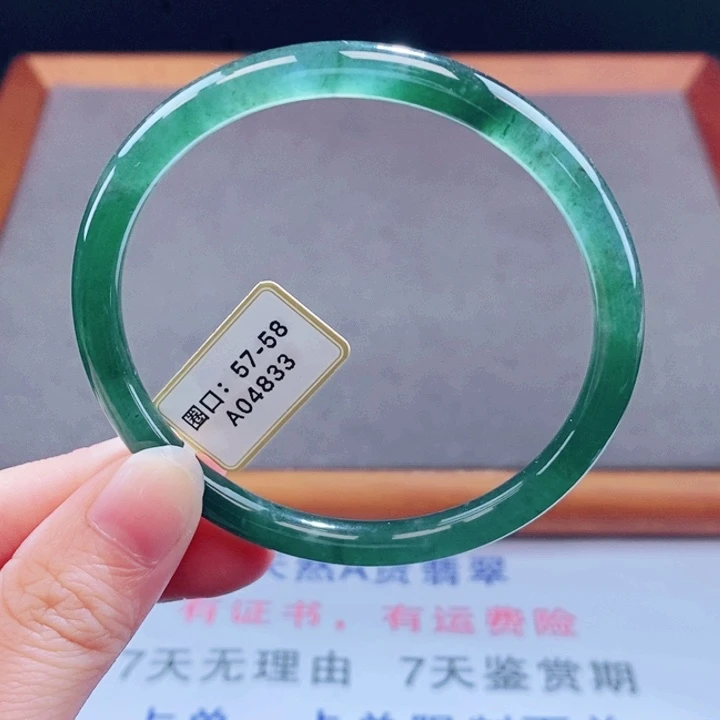 圈口：57-58
A04833
天然A货翡翠
有证书，有运费险
7天无理由 7天鉴赏期